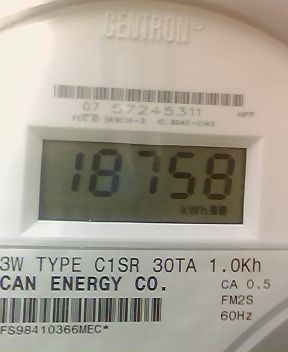 CENTRON®
07 57245311
18758
kWh
3W TYPE C1SR 30TA 1.0Kh
CAN ENERGY CO.
CA 0.5
FM2S
60Hz
FS98410366MEC*